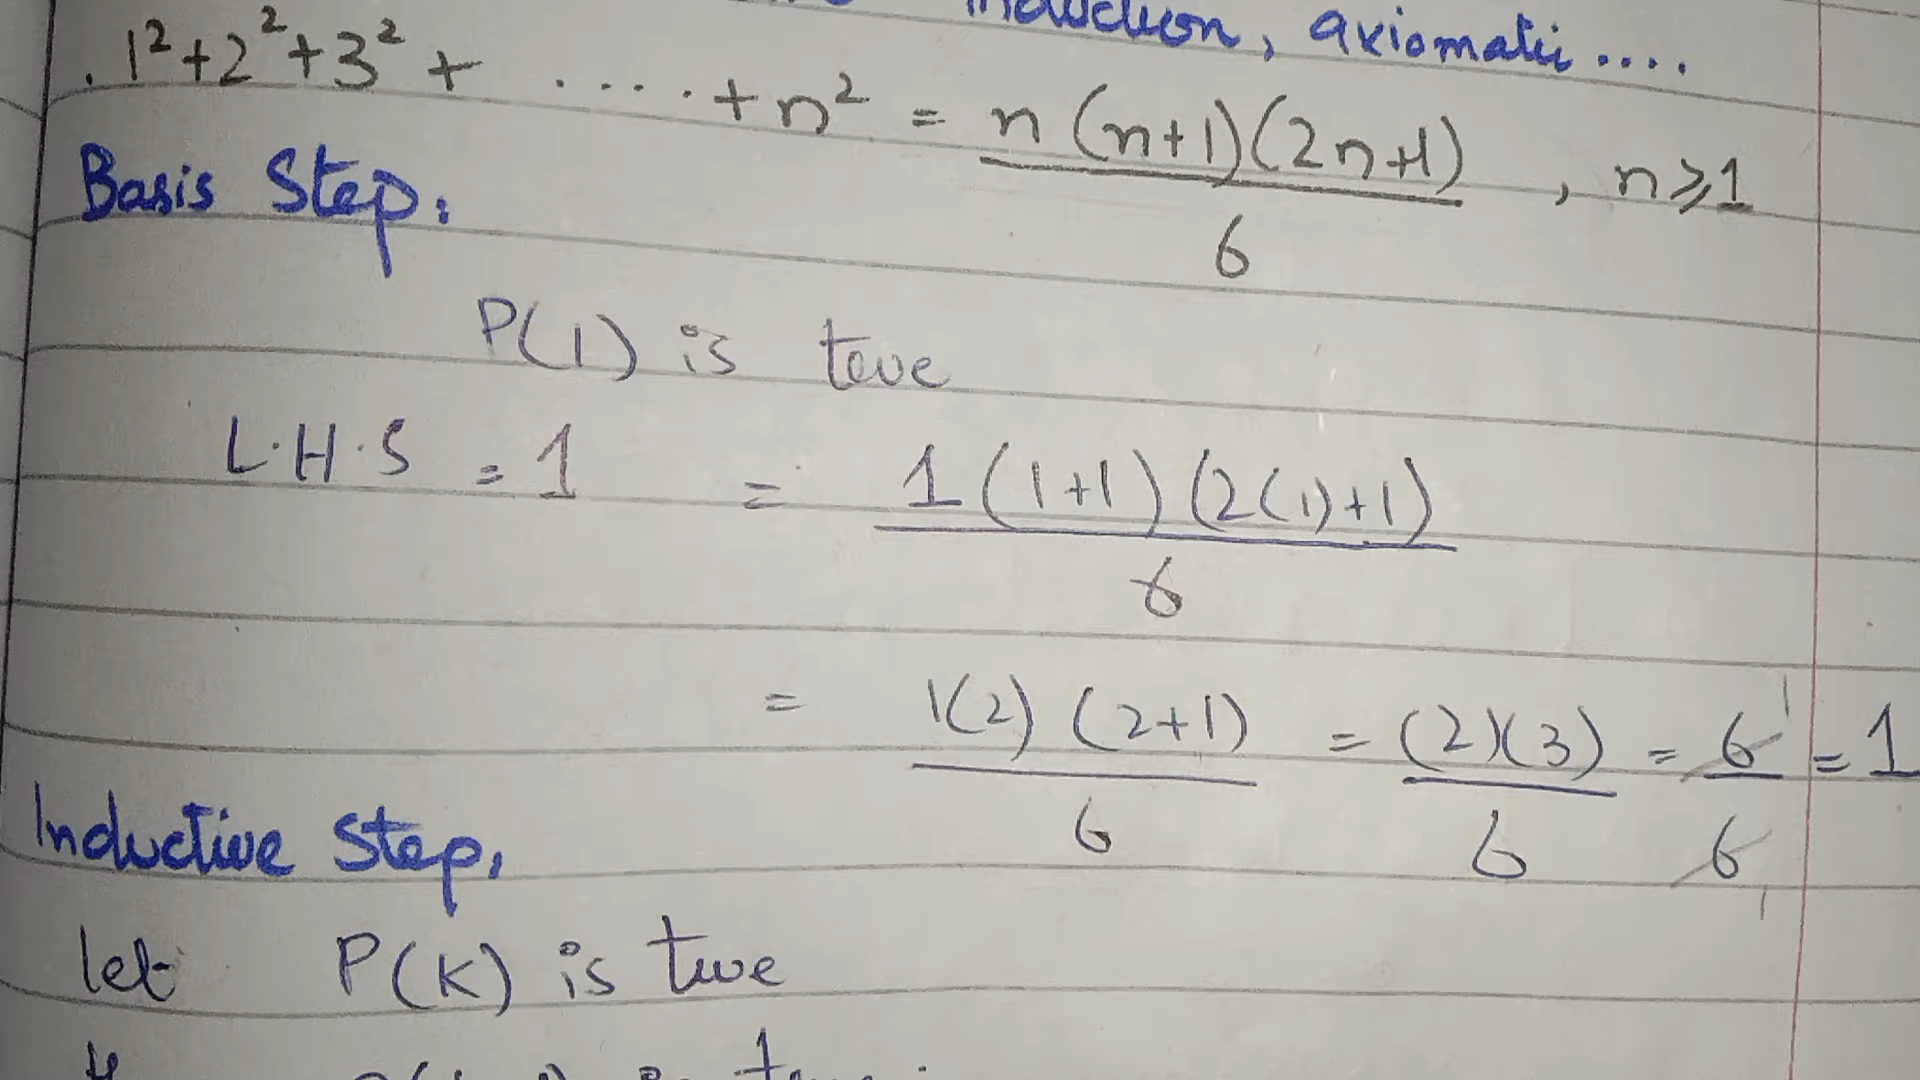 induction, axiomatic....
. 1² + 2² + 3² + ..... + n² = n(n+1)(2n+1) / 6 , n ≥ 1
Basis Step:
P(1) is true
L.H.S = 1 = 1(1+1)(2(1)+1) / 6
= 1(2)(2+1) / 6 = (2)(3) / 6 = 6 / 6 = 1
Inductive Step,
let P(K) is true